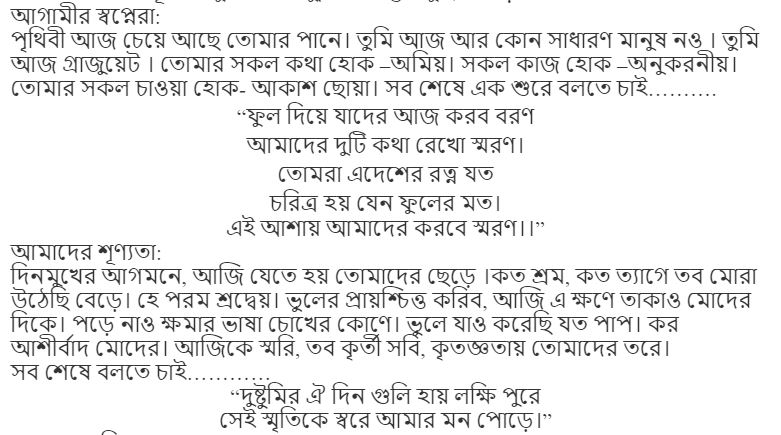 আগামীর স্বপ্নেরা:
পৃথিবী আজ চেয়ে আছে তোমার পানে। তুমি আজ আর কোন সাধারণ মানুষ নও । তুমি
আজ গ্রাজুয়েট । তোমার সকল কথা হোক –অমিয়। সকল কাজ হোক –অনুকরনীয়।
তোমার সকল চাওয়া হোক- আকাশ ছোয়া। সব শেষে এক শুরে বলতে চাই……….
“ফুল দিয়ে যাদের আজ করব বরণ
আমাদের দুটি কথা রেখো স্মরণ।
তোমরা এদেশের রত্ন যত
চরিত্র হয় যেন ফুলের মত।
এই আশায় আমাদের করবে স্মরণ।।”
আমাদের শূণ্যতা:
দিনমুখের আগমনে, আজি যেতে হয় তোমাদের ছেড়ে ।কত শ্রম, কত ত্যাগে তব মোরা
উঠেছি বেড়ে। হে পরম শ্রদ্বেয়। ভুলের প্রায়শ্চিত্ত করিব, আজি এ ক্ষণে তাকাও মোদের
দিকে। পড়ে নাও ক্ষমার ভাষা চোখের কোণে। ভুলে যাও করেছি যত পাপ। কর
আশীর্বাদ মোদের। আজিকে স্মরি, তব কৃর্তী সবি, কৃতজ্ঞতায় তোমাদের তরে।
সব শেষে বলতে চাই…………
“দুষ্টুমির ঐ দিন গুলি হায় লক্ষি পুরে
সেই স্মৃতিকে স্বরে আমার মন পোড়ে।”